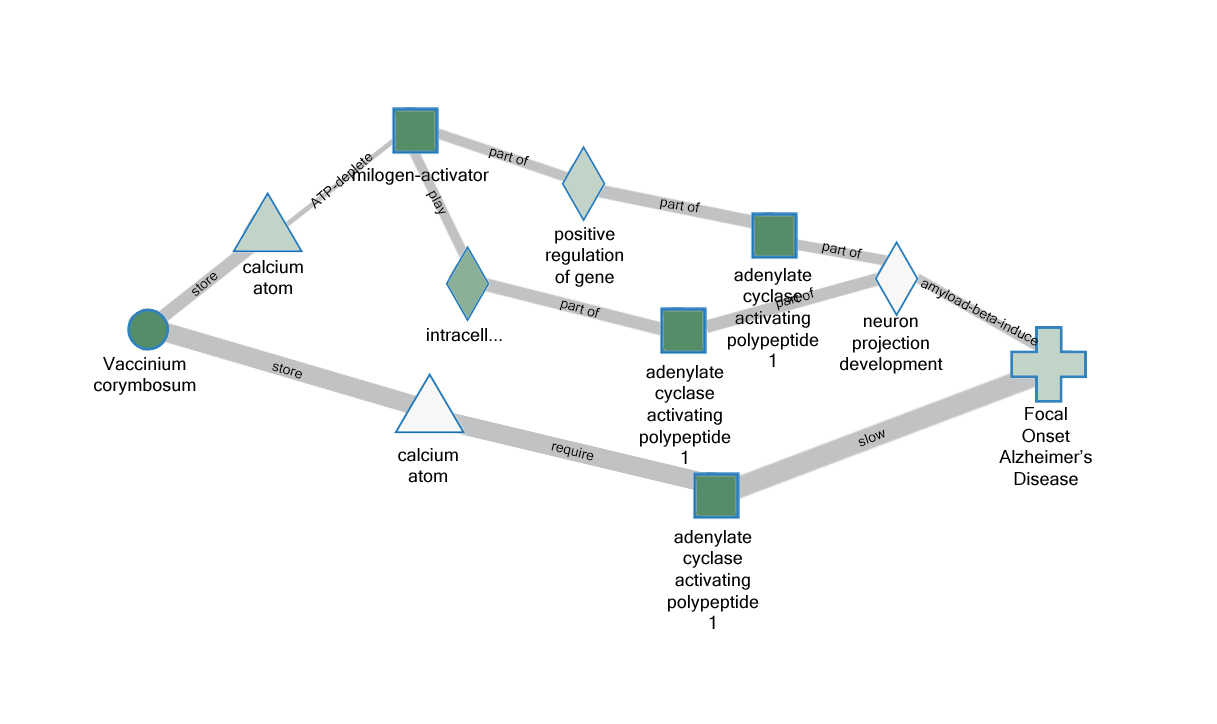 ATP-deplete
milogen-activator
part of
play
part of
positive
regulation
of gene
part of
store
calcium
atom
adenylate
cyclase
activating
polypeptide
1
part of
amyload-beta-induce
intracell...
part of
neuron
projection
development
Vaccinium
corymbosum
store
adenylate
cyclase
activating
polypeptide
1
calcium
atom
require
slow
Focal
Onset
Alzheimer's
Disease
adenylate
cyclase
activating
polypeptide
1